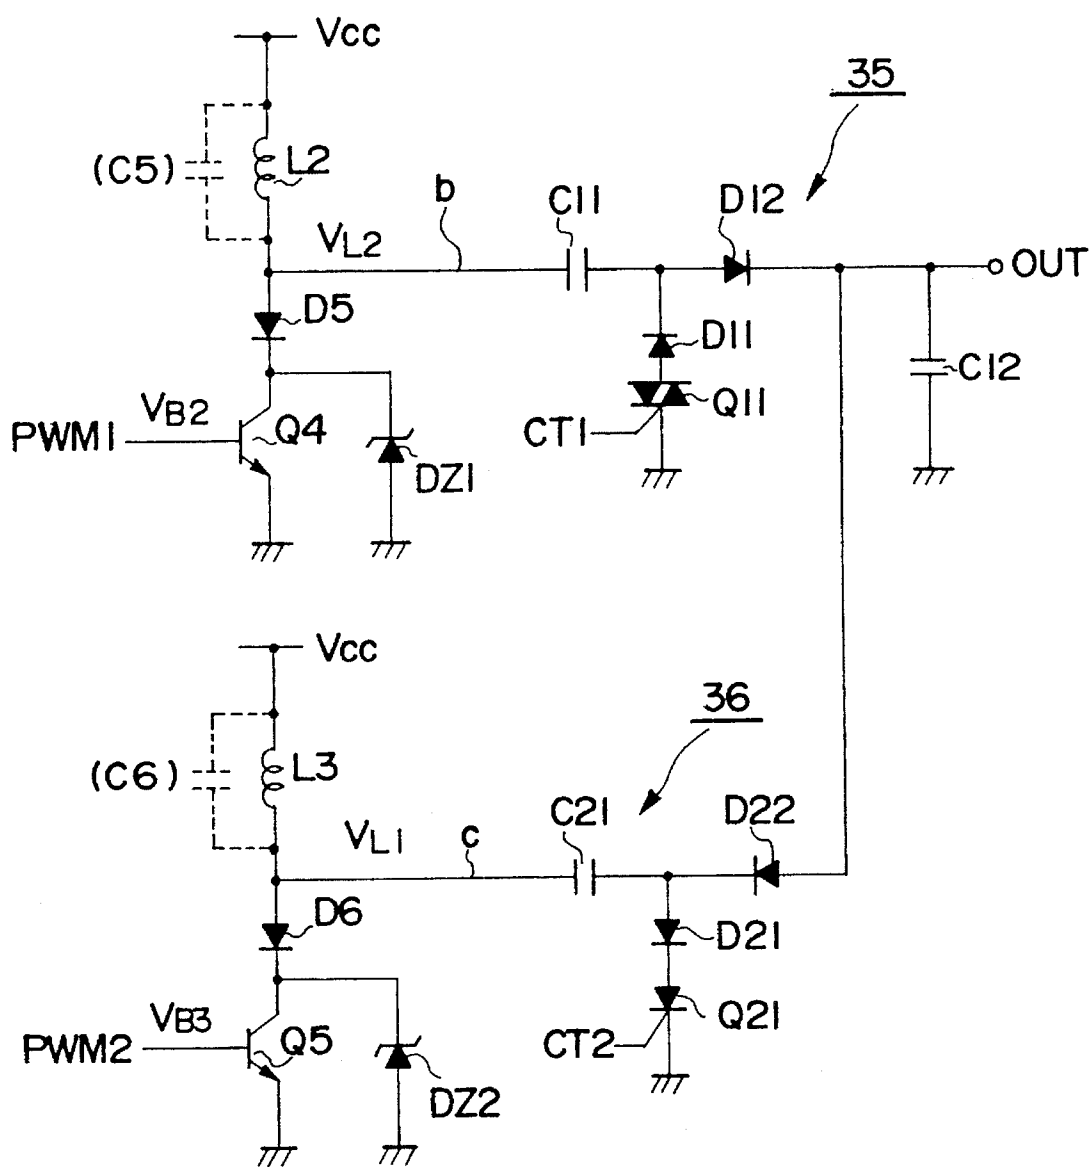 Vcc
35
(C5)
L2
b
C11
D12
VL2
OUT
D5
D11
C12
VB2
Q11
PWM1
Q4
CT1
DZ1
Vcc
36
(C6)
L3
C21
D22
VL1
c
D6
D21
VB3
Q21
PWM2
Q5
CT2
DZ2